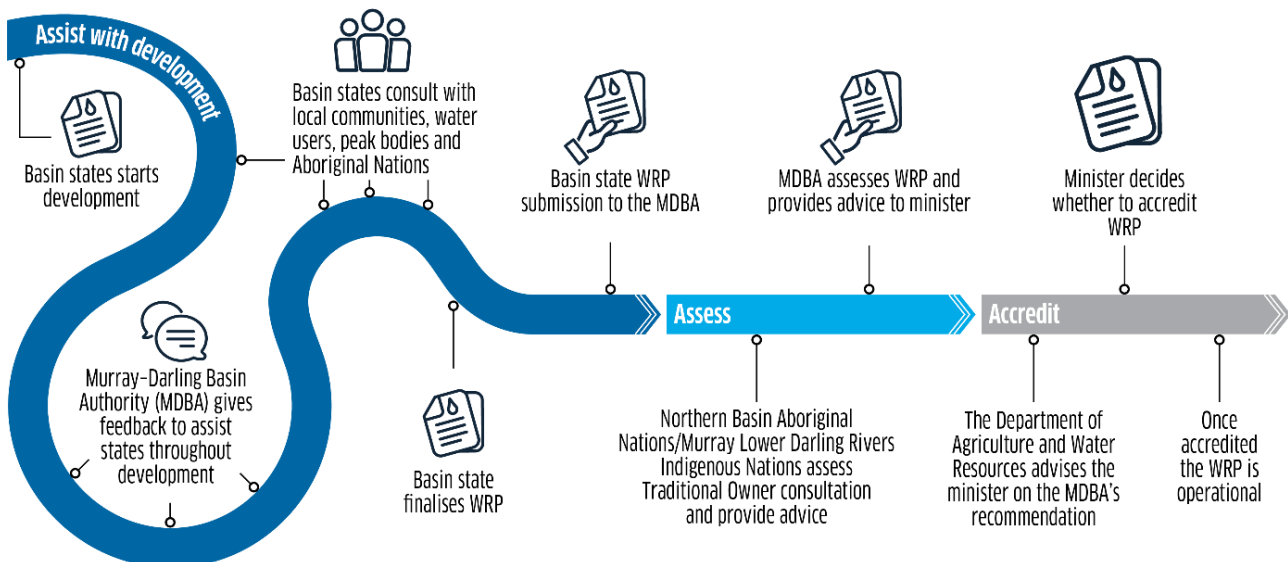 Assist with development
Basin states starts
development
Basin states consult with
local communities, water
users, peak bodies and
Aboriginal Nations
Murray-Darling Basin
Authority (MDBA) gives
feedback to assist
states throughout
development
Basin state
finalises WRP
Basin state WRP
submission to the MDBA
Assess
MDBA assesses WRP and
provides advice to minister
Northern Basin Aboriginal
Nations/Murray Lower Darling Rivers
Indigenous Nations assess
Traditional Owner consultation
and provide advice
Accredit
Minister decides
whether to accredit
WRP
The Department of
Agriculture and Water
Resources advises the
minister on the MDBA's
recommendation
Once
accredited
the WRP is
operational